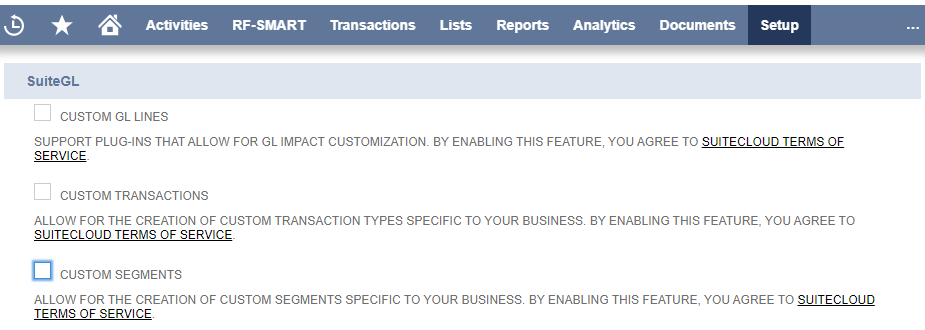 Activities RF-SMART Transactions Lists Reports Analytics Documents Setup ...
SuiteGL
CUSTOM GL LINES
SUPPORT PLUG-INS THAT ALLOW FOR GL IMPACT CUSTOMIZATION. BY ENABLING THIS FEATURE, YOU AGREE TO SUITECLOUD TERMS OF
SERVICE.
CUSTOM TRANSACTIONS
ALLOW FOR THE CREATION OF CUSTOM TRANSACTION TYPES SPECIFIC TO YOUR BUSINESS. BY ENABLING THIS FEATURE, YOU AGREE TO
SUITECLOUD TERMS OF SERVICE.
CUSTOM SEGMENTS
ALLOW FOR THE CREATION OF CUSTOM SEGMENTS SPECIFIC TO YOUR BUSINESS. BY ENABLING THIS FEATURE, YOU AGREE TO SUITECLOUD
TERMS OF SERVICE.